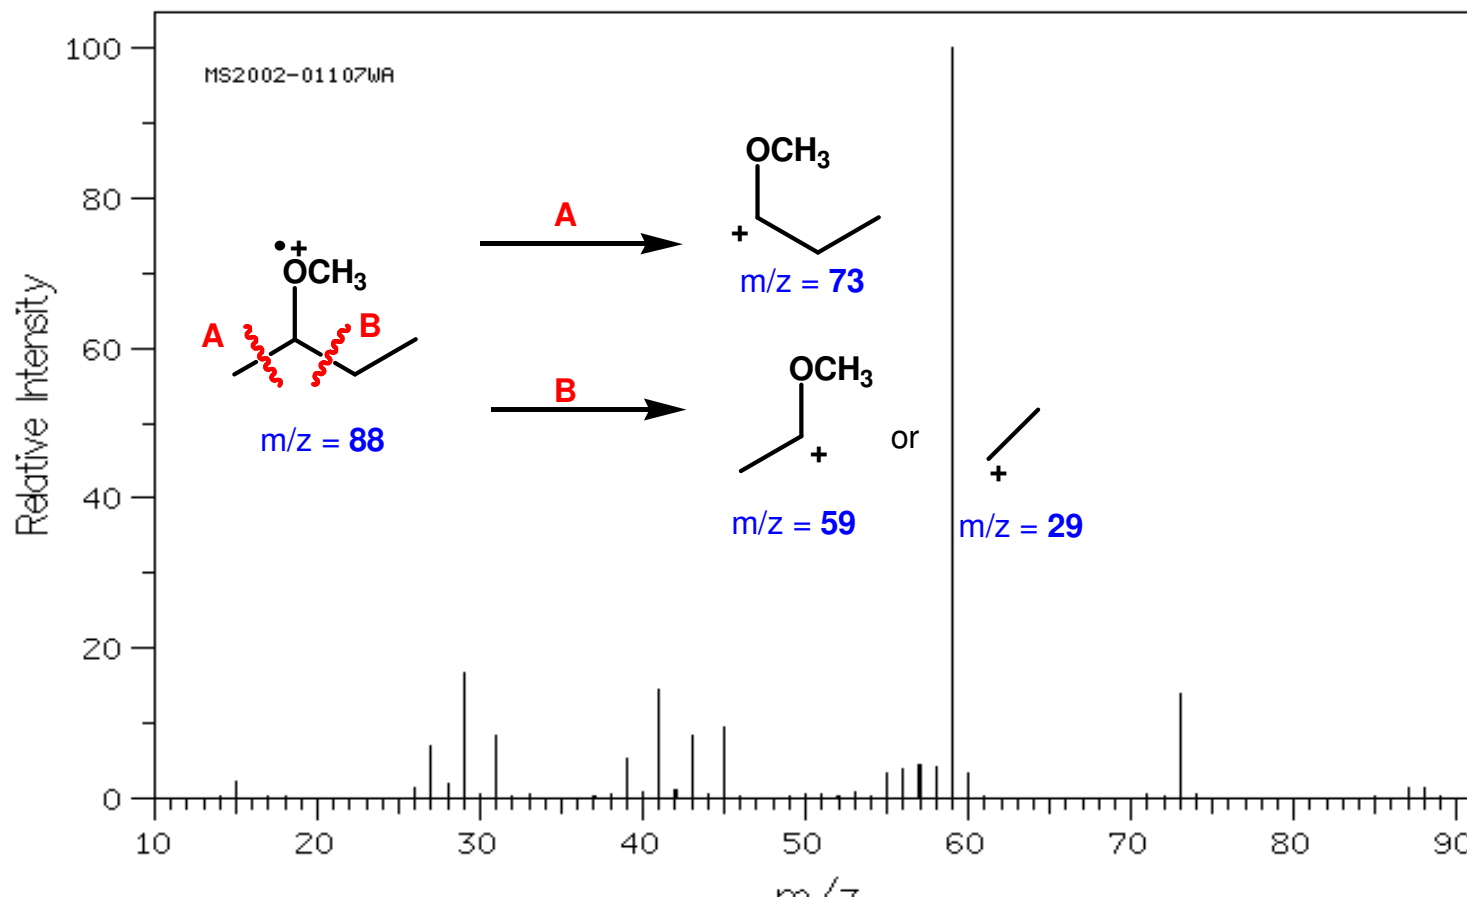 MS2002-01107WA
Relative Intensity
100
80
60
40
20
0
10 20 30 40 50 60 70 80 90
m/z
•+
OCH3
A
B
m/z = 88
A
OCH3
+
m/z = 73
B
OCH3
+
m/z = 59
or
+
m/z = 29